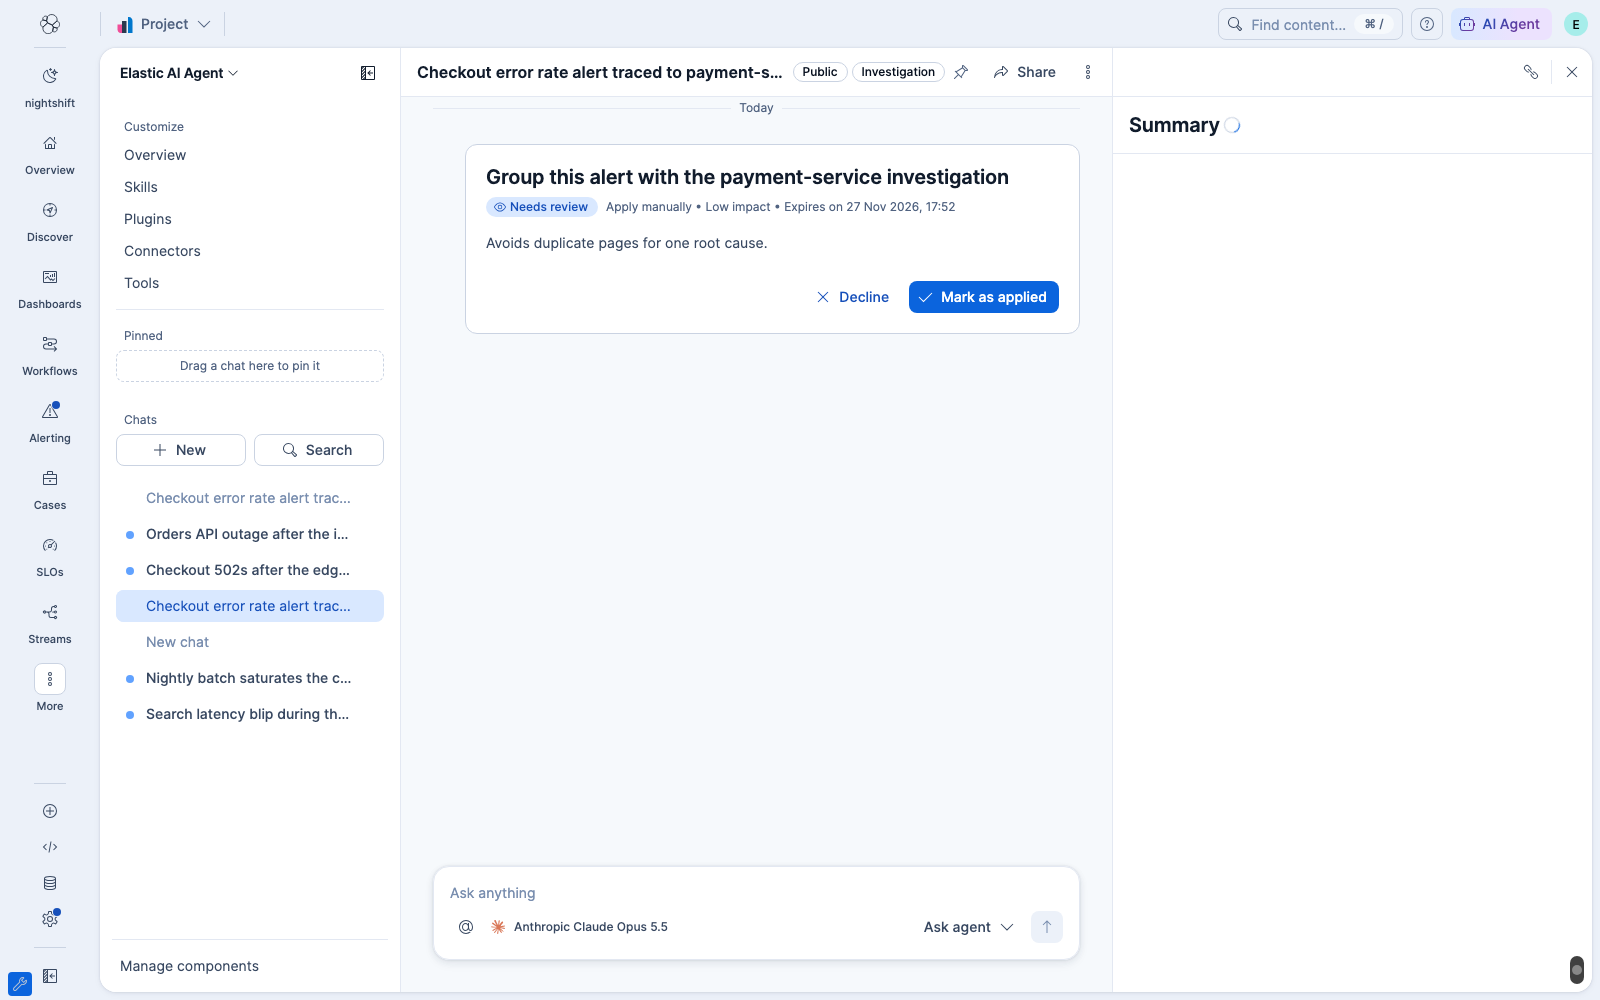 Project
Find content...
⌘ /
AI Agent
E
nightshift
Overview
Discover
Dashboards
Workflows
Alerting
Cases
SLOs
Streams
More
Elastic AI Agent
Customize
Overview
Skills
Plugins
Connectors
Tools
Pinned
Drag a chat here to pin it
Chats
New
Search
Checkout error rate alert trac...
Orders API outage after the i...
Checkout 502s after the edg...
Checkout error rate alert trac...
New chat
Nightly batch saturates the c...
Search latency blip during th...
Manage components
Checkout error rate alert traced to payment-s...
Public
Investigation
Share
Today
Group this alert with the payment-service investigation
Needs review
Apply manually • Low impact • Expires on 27 Nov 2026, 17:52
Avoids duplicate pages for one root cause.
Decline
Mark as applied
Ask anything
@
Anthropic Claude Opus 5.5
Ask agent
Summary